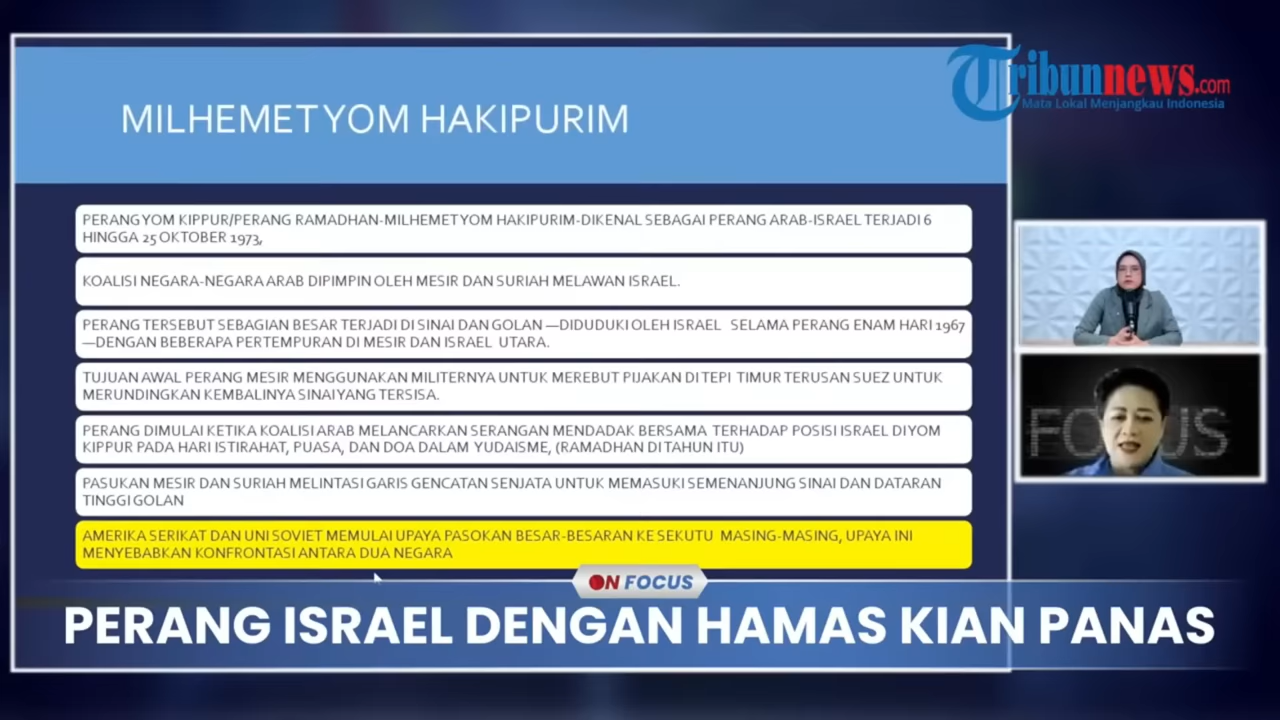 Tribunnews.com
Mata Lokal Menjangkau Indonesia
MILHEMET YOM HAKIPURIM
PERANG YOM KIPPUR/PERANG RAMADHAN-MILHEMET YOM HAKIPURIM-DIKENAL SEBAGAI PERANG ARAB-ISRAEL TERJADI 6
HINGGA 25 OKTOBER 1973,
KOALISI NEGARA-NEGARA ARAB DIPIMPIN OLEH MESIR DAN SURIAH MELAWAN ISRAEL.
PERANG TERSEBUT SEBAGIAN BESAR TERJADI DI SINAI DAN GOLAN —DIDUDUKI OLEH ISRAEL SELAMA PERANG ENAM HARI 1967
—DENGAN BEBERAPA PERTEMPURAN DI MESIR DAN ISRAEL UTARA.
TUJUAN AWAL PERANG MESIR MENGGUNAKAN MILITERNYA UNTUK MEREBUT PIJAKAN DI TEPI TIMUR TERUSAN SUEZ UNTUK
MERUNDINGKAN KEMBALINYA SINAI YANG TERSISA.
PERANG DIMULAI KETIKA KOALISI ARAB MELANCARKAN SERANGAN MENDADAK BERSAMA TERHADAP POSISI ISRAEL DI YOM
KIPPUR PADA HARI ISTIRAHAT, PUASA, DAN DOA DALAM YUDAISME, (RAMADHAN DI TAHUN ITU)
PASUKAN MESIR DAN SURIAH MELINTASI GARIS GENCATAN SENJATA UNTUK MEMASUKI SEMENANJUNG SINAI DAN DATARAN
TINGGI GOLAN
AMERIKA SERIKAT DAN UNI SOVIET MEMULAI UPAYA PASOKAN BESAR-BESARAN KE SEKUTU MASING-MASING, UPAYA INI
MENYEBABKAN KONFRONTASI ANTARA DUA NEGARA
ON FOCUS
PERANG ISRAEL DENGAN HAMAS KIAN PANAS